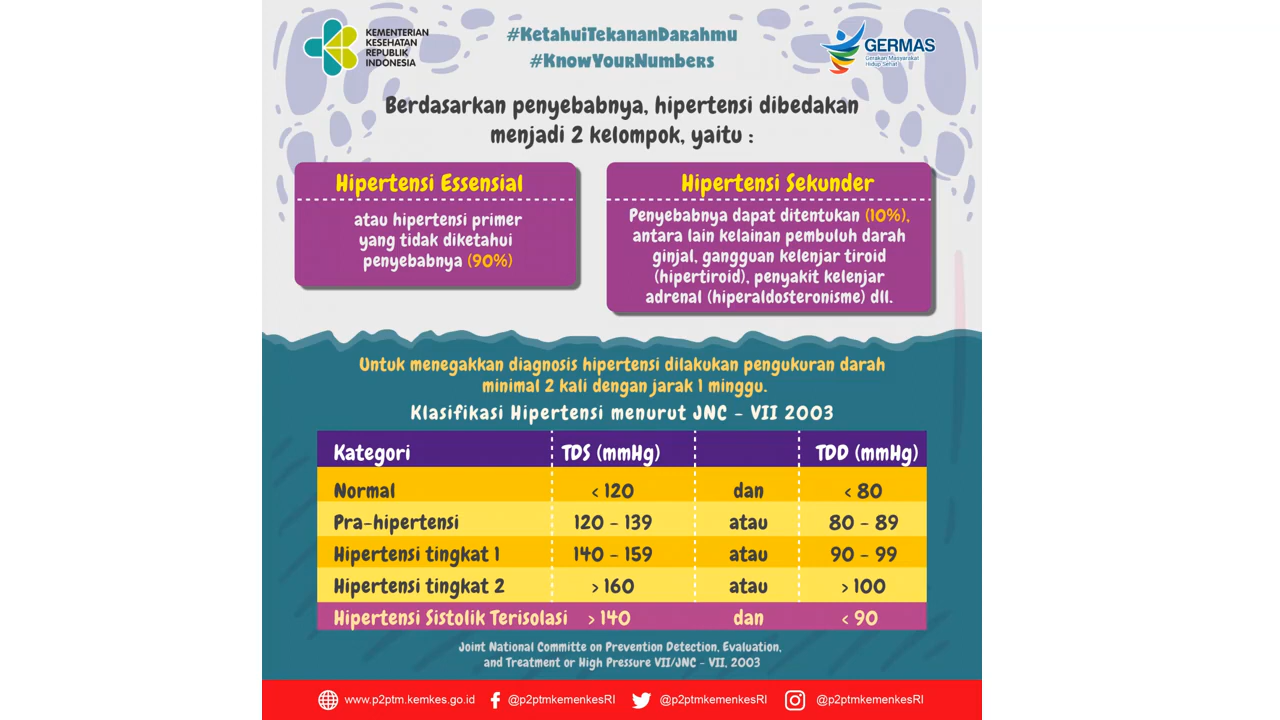 KEMENTERIAN
KESEHATAN
REPUBLIK
INDONESIA
#KetahuiTekananDarahmu
#KnowYourNumbers
GERMAS
Gerakan Masyarakat
Hidup Sehat
Berdasarkan penyebabnya, hipertensi dibedakan
menjadi 2 kelompok, yaitu :
Hipertensi Essensial
atau hipertensi primer
yang tidak diketahui
penyebabnya (90%)
Hipertensi Sekunder
Penyebabnya dapat ditentukan (10%),
antara lain kelainan pembuluh darah
ginjal, gangguan kelenjar tiroid
(hipertiroid), penyakit kelenjar
adrenal (hiperaldosteronisme) dll.
Untuk menegakkan diagnosis hipertensi dilakukan pengukuran darah
minimal 2 kali dengan jarak 1 minggu.
Klasifikasi Hipertensi menurut JNC - VII 2003
Kategori TDS (mmHg) TDD (mmHg)
Normal < 120 dan < 80
Pra-hipertensi 120 - 139 atau 80 - 89
Hipertensi tingkat 1 140 - 159 atau 90 - 99
Hipertensi tingkat 2 > 160 atau > 100
Hipertensi Sistolik Terisolasi > 140 dan < 90
Joint National Committe on Prevention Detection, Evaluation,
and Treatment or High Pressure VII/JNC - VII, 2003
www.p2ptm.kemkes.go.id @p2ptmkemenkesRI @p2ptmkemenkesRI @p2ptmkemenkesRI